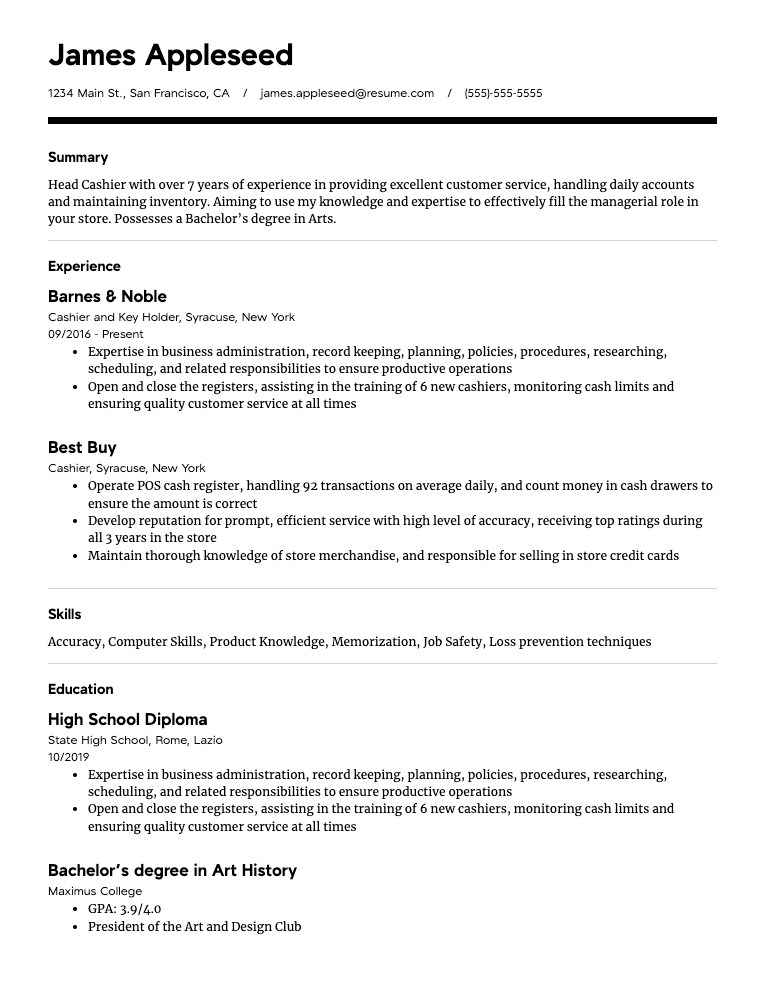 James Appleseed
1234 Main St., San Francisco, CA / james.appleseed@resume.com / (555)-555-5555
Summary
Head Cashier with over 7 years of experience in providing excellent customer service, handling daily accounts
and maintaining inventory. Aiming to use my knowledge and expertise to effectively fill the managerial role in
your store. Possesses a Bachelor’s degree in Arts.
Experience
Barnes & Noble
Cashier and Key Holder, Syracuse, New York
09/2016 - Present
• Expertise in business administration, record keeping, planning, policies, procedures, researching,
scheduling, and related responsibilities to ensure productive operations
• Open and close the registers, assisting in the training of 6 new cashiers, monitoring cash limits and
ensuring quality customer service at all times
Best Buy
Cashier, Syracuse, New York
• Operate POS cash register, handling 92 transactions on average daily, and count money in cash drawers to
ensure the amount is correct
• Develop reputation for prompt, efficient service with high level of accuracy, receiving top ratings during
all 3 years in the store
• Maintain thorough knowledge of store merchandise, and responsible for selling in store credit cards
Skills
Accuracy, Computer Skills, Product Knowledge, Memorization, Job Safety, Loss prevention techniques
Education
High School Diploma
State High School, Rome, Lazio
10/2019
• Expertise in business administration, record keeping, planning, policies, procedures, researching,
scheduling, and related responsibilities to ensure productive operations
• Open and close the registers, assisting in the training of 6 new cashiers, monitoring cash limits and
ensuring quality customer service at all times
Bachelor’s degree in Art History
Maximus College
• GPA: 3.9/4.0
• President of the Art and Design Club